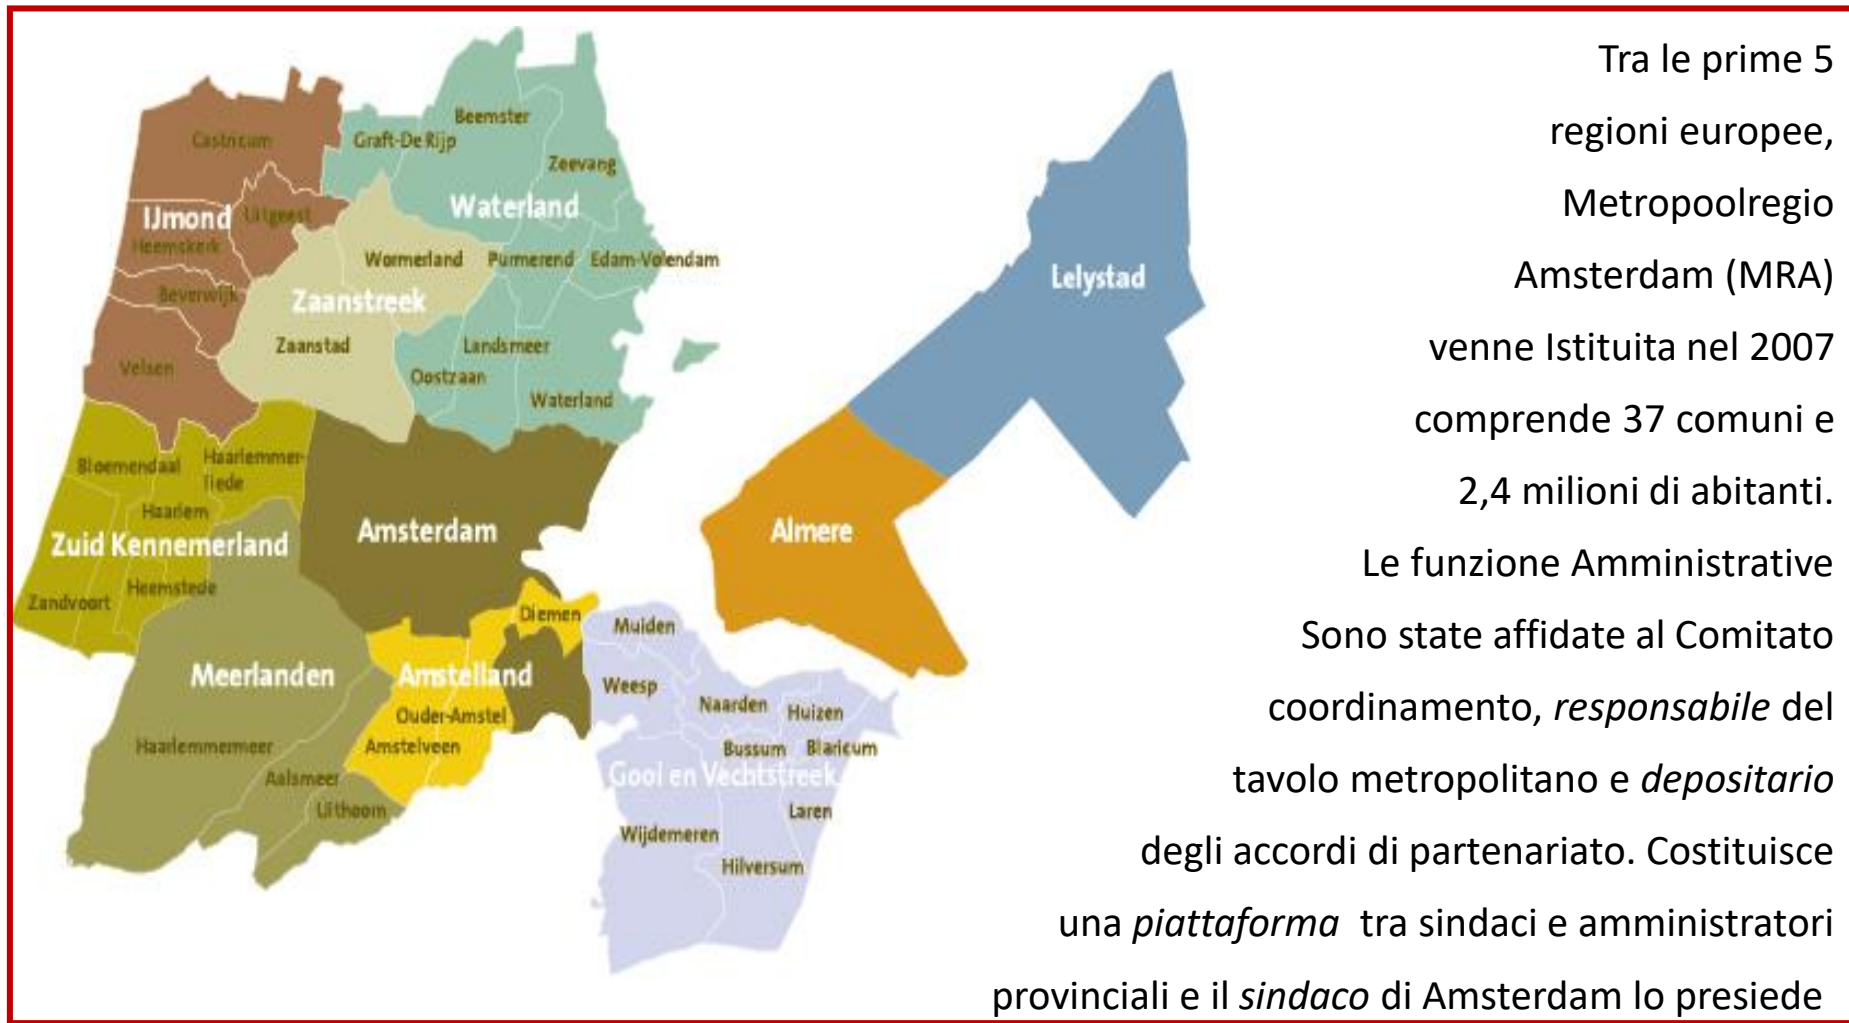 Tra le prime 5
regioni europee,
Metropoolregio
Amsterdam (MRA)
venne Istituita nel 2007
comprende 37 comuni e
2,4 milioni di abitanti.
Le funzione Amministrative
Sono state affidate al Comitato
coordinamento, responsabile del
tavolo metropolitano e depositario
degli accordi di partenariato. Costituisce
una piattaforma tra sindaci e amministratori
provinciali e il sindaco di Amsterdam lo presiede
Castricum
Graft-De Rijp
Beemster
Zeevang
IJmond
Uitgeest
Waterland
Heemskerk
Wormerland
Purmerend
Edam-Volendam
Beverwijk
Zaanstreek
Lelystad
Velsen
Zaanstad
Landsmeer
Oostzaan
Waterland
Bloemendaal
Haarlemmer-
liede
Haarlem
Zuid Kennemerland
Amsterdam
Almere
Zandvoort
Heemstede
Diemen
Muiden
Meerlanden
Amstelland
Weesp
Naarden
Huizen
Ouder-Amstel
Haarlemmermeer
Amstelveen
Bussum
Blaricum
Aalsmeer
Gooi en Vechtstreek
Uithoorn
Laren
Wijdemeren
Hilversum